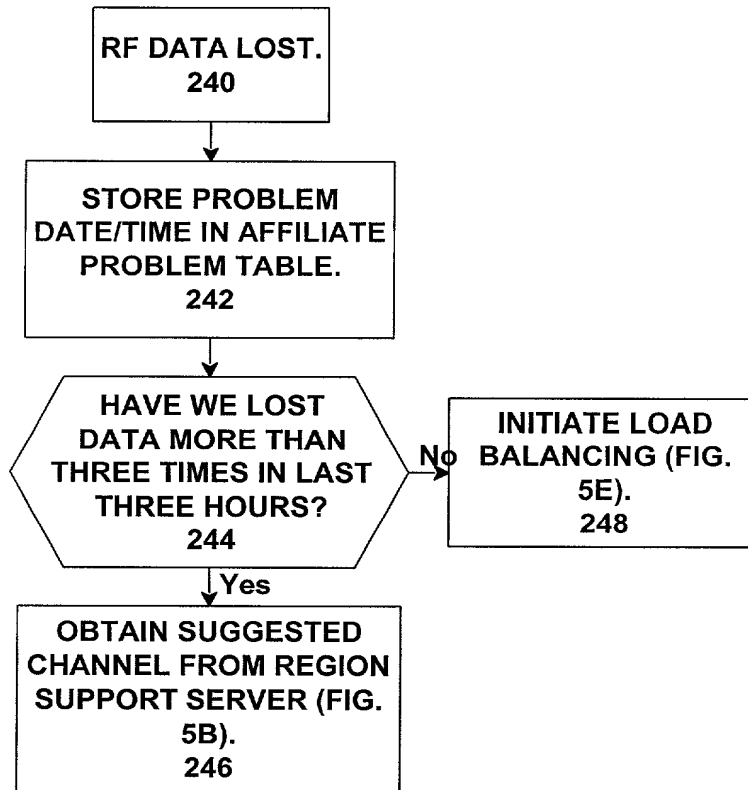 RF DATA LOST.
240
STORE PROBLEM
DATE/TIME IN AFFILIATE
PROBLEM TABLE.
242
HAVE WE LOST
DATA MORE THAN
THREE TIMES IN LAST
THREE HOURS?
244
No
INITIATE LOAD
BALANCING (FIG.
5E).
248
Yes
OBTAIN SUGGESTED
CHANNEL FROM REGION
SUPPORT SERVER (FIG.
5B).
246